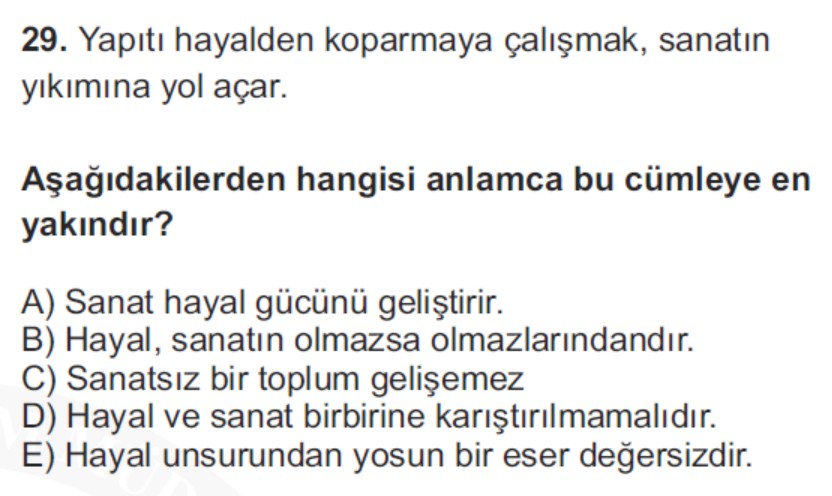 29. Yapıtı hayalden koparmaya çalışmak, sanatın
yıkımına yol açar.
Aşağıdakilerden hangisi anlamca bu cümleye en
yakındır?
A) Sanat hayal gücünü geliştirir.
B) Hayal, sanatın olmazsa olmazlarındandır.
C) Sanatsız bir toplum gelişemez
D) Hayal ve sanat birbirine karıştırılmamalıdır.
E) Hayal unsurundan yosun bir eser değersizdir.